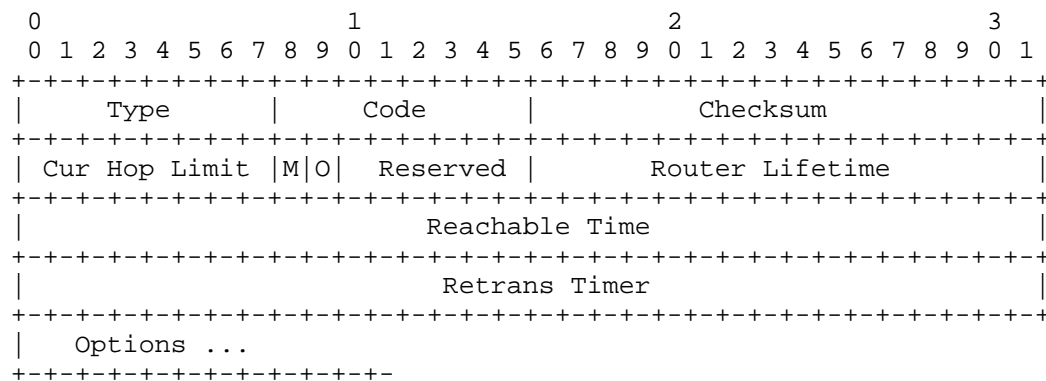 0                   1                   2                   3
 0 1 2 3 4 5 6 7 8 9 0 1 2 3 4 5 6 7 8 9 0 1 2 3 4 5 6 7 8 9 0 1
+-+-+-+-+-+-+-+-+-+-+-+-+-+-+-+-+-+-+-+-+-+-+-+-+-+-+-+-+-+-+-+-+
|     Type      |     Code      |          Checksum             |
+-+-+-+-+-+-+-+-+-+-+-+-+-+-+-+-+-+-+-+-+-+-+-+-+-+-+-+-+-+-+-+-+
| Cur Hop Limit |M|O|  Reserved |       Router Lifetime         |
+-+-+-+-+-+-+-+-+-+-+-+-+-+-+-+-+-+-+-+-+-+-+-+-+-+-+-+-+-+-+-+-+
|                         Reachable Time                        |
+-+-+-+-+-+-+-+-+-+-+-+-+-+-+-+-+-+-+-+-+-+-+-+-+-+-+-+-+-+-+-+-+
|                          Retrans Timer                        |
+-+-+-+-+-+-+-+-+-+-+-+-+-+-+-+-+-+-+-+-+-+-+-+-+-+-+-+-+-+-+-+-+
|   Options ...
+-+-+-+-+-+-+-+-+-+-+-+-